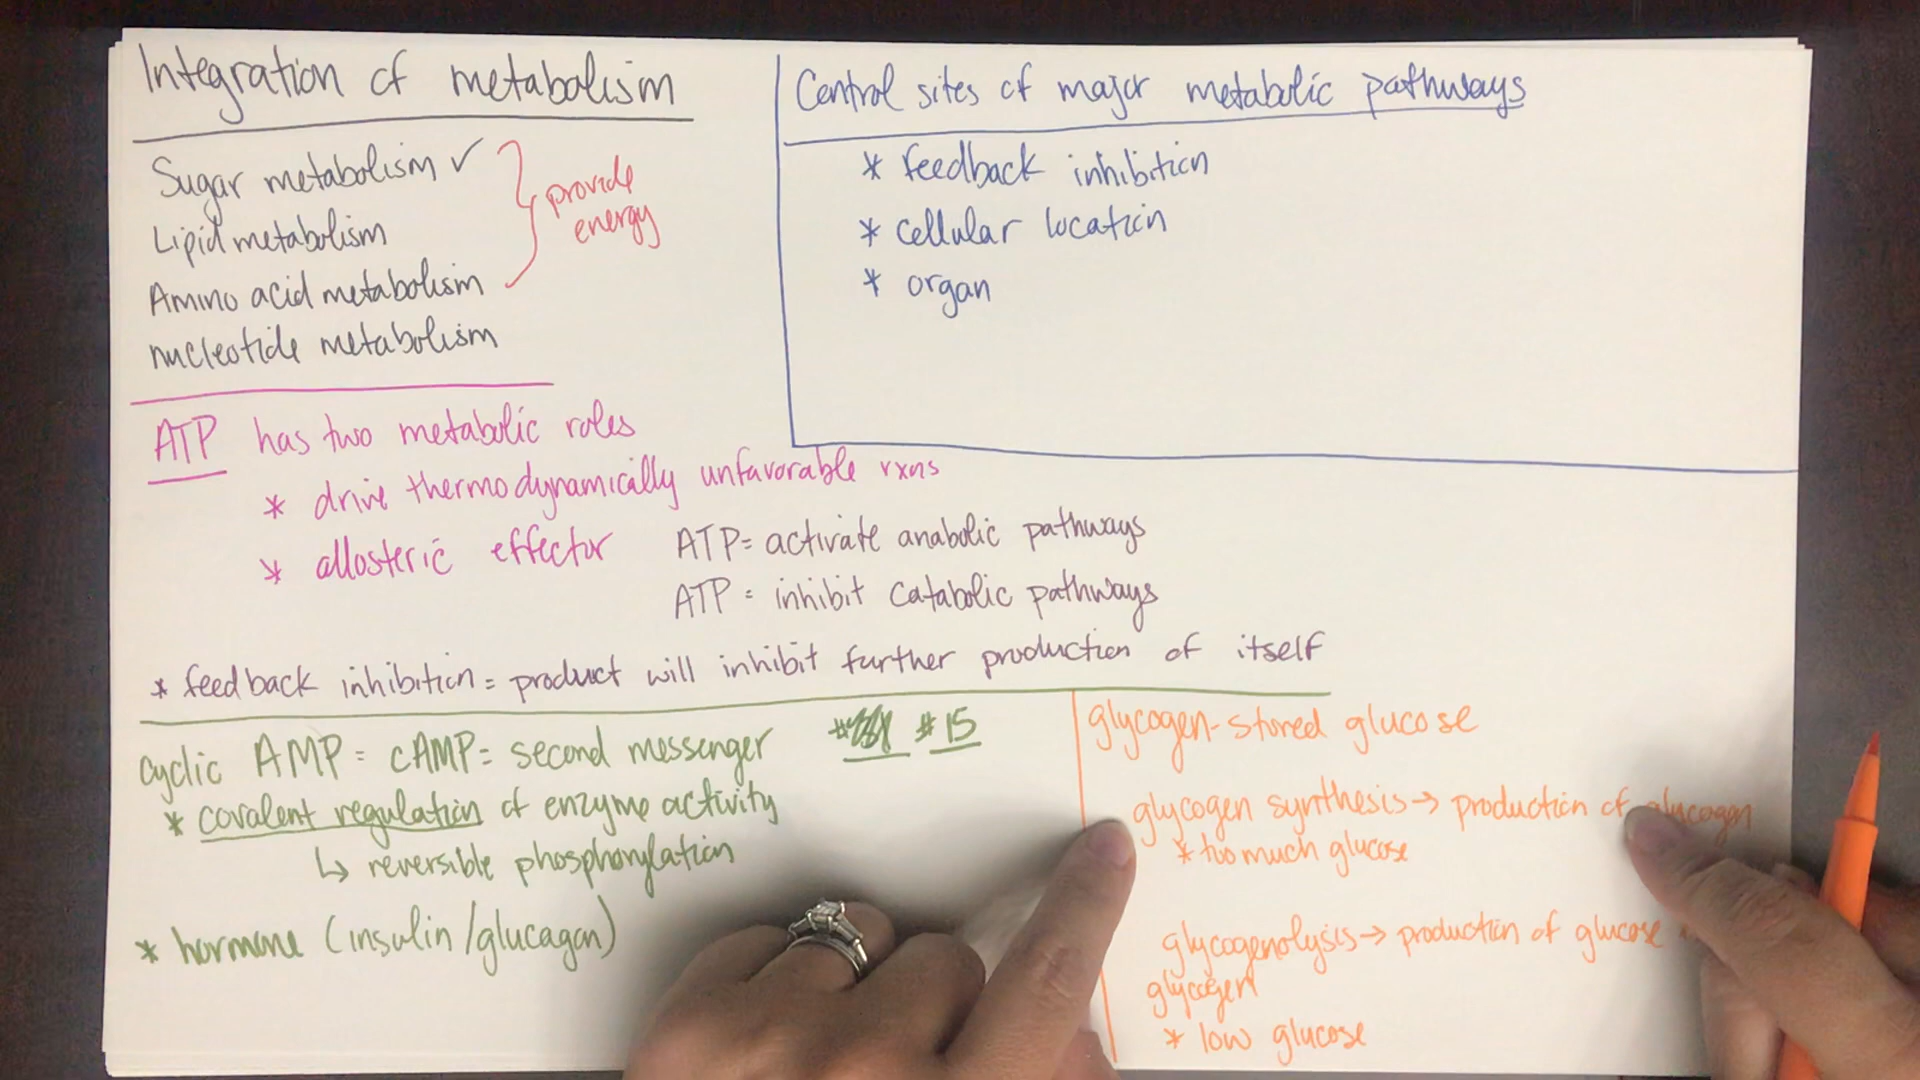 Integration of metabolism
Sugar metabolism ✓
Lipid metabolism
Amino acid metabolism
nucleotide metabolism
provide
energy
Control sites of major metabolic pathways
* feedback inhibition
* cellular location
* organ
ATP has two metabolic roles
* drive thermodynamically unfavorable rxns
* allosteric effector
ATP= activate anabolic pathways
ATP = inhibit catabolic pathways
* feedback inhibition = product will inhibit further production of itself
cyclic AMP = cAMP= second messenger
#15
* covalent regulation of enzyme activity
↳ reversible phosphorylation
* hormone (insulin/glucagon)
glycogen-stored glucose
glycogen synthesis → production of glycogen
* too much glucose
glycogenolysis → production of glucose
glycogen
* low glucose